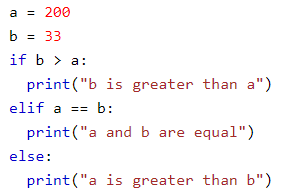 a = 200
b = 33
if b > a:
  print("b is greater than a")
elif a == b:
  print("a and b are equal")
else:
  print("a is greater than b")